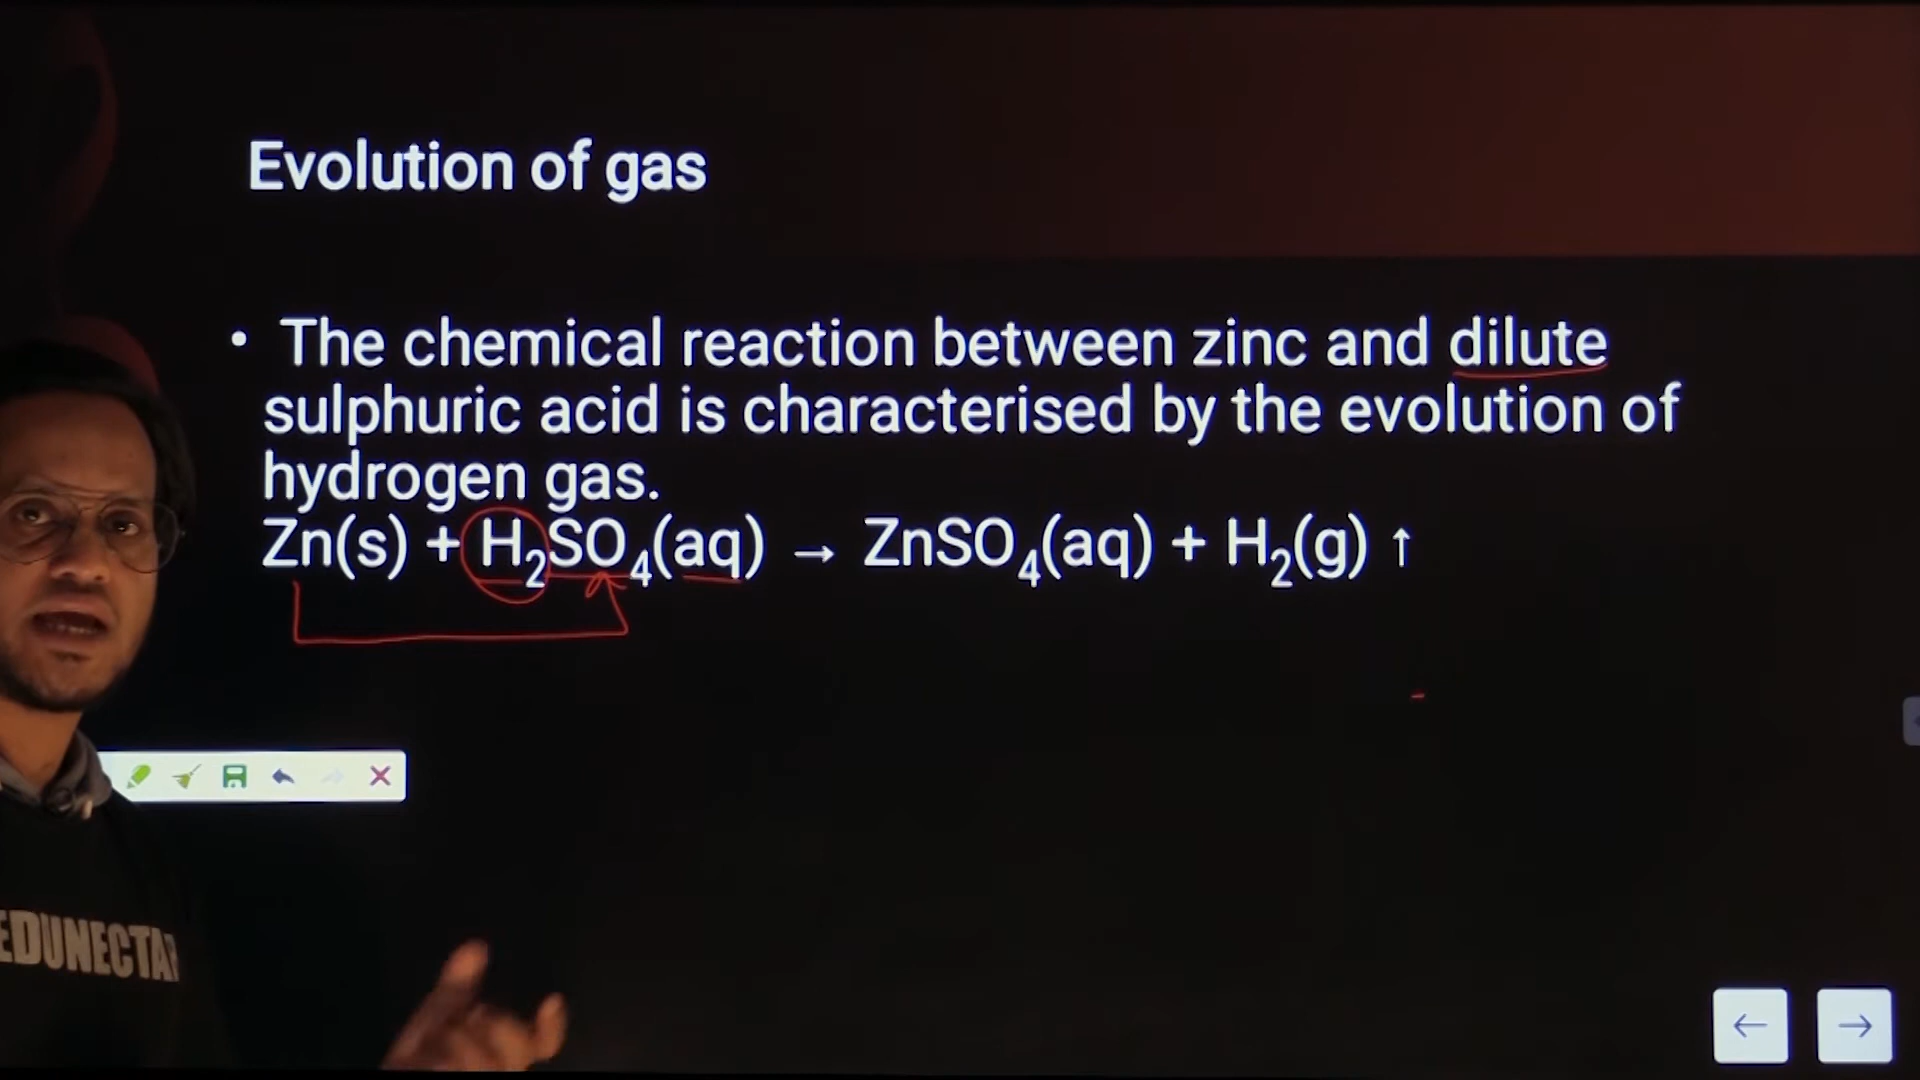 Evolution of gas
• The chemical reaction between zinc and dilute
sulphuric acid is characterised by the evolution of
hydrogen gas.
Zn(s) + H₂SO₄(aq) → ZnSO₄(aq) + H₂(g) ↑
EDUNECTAR